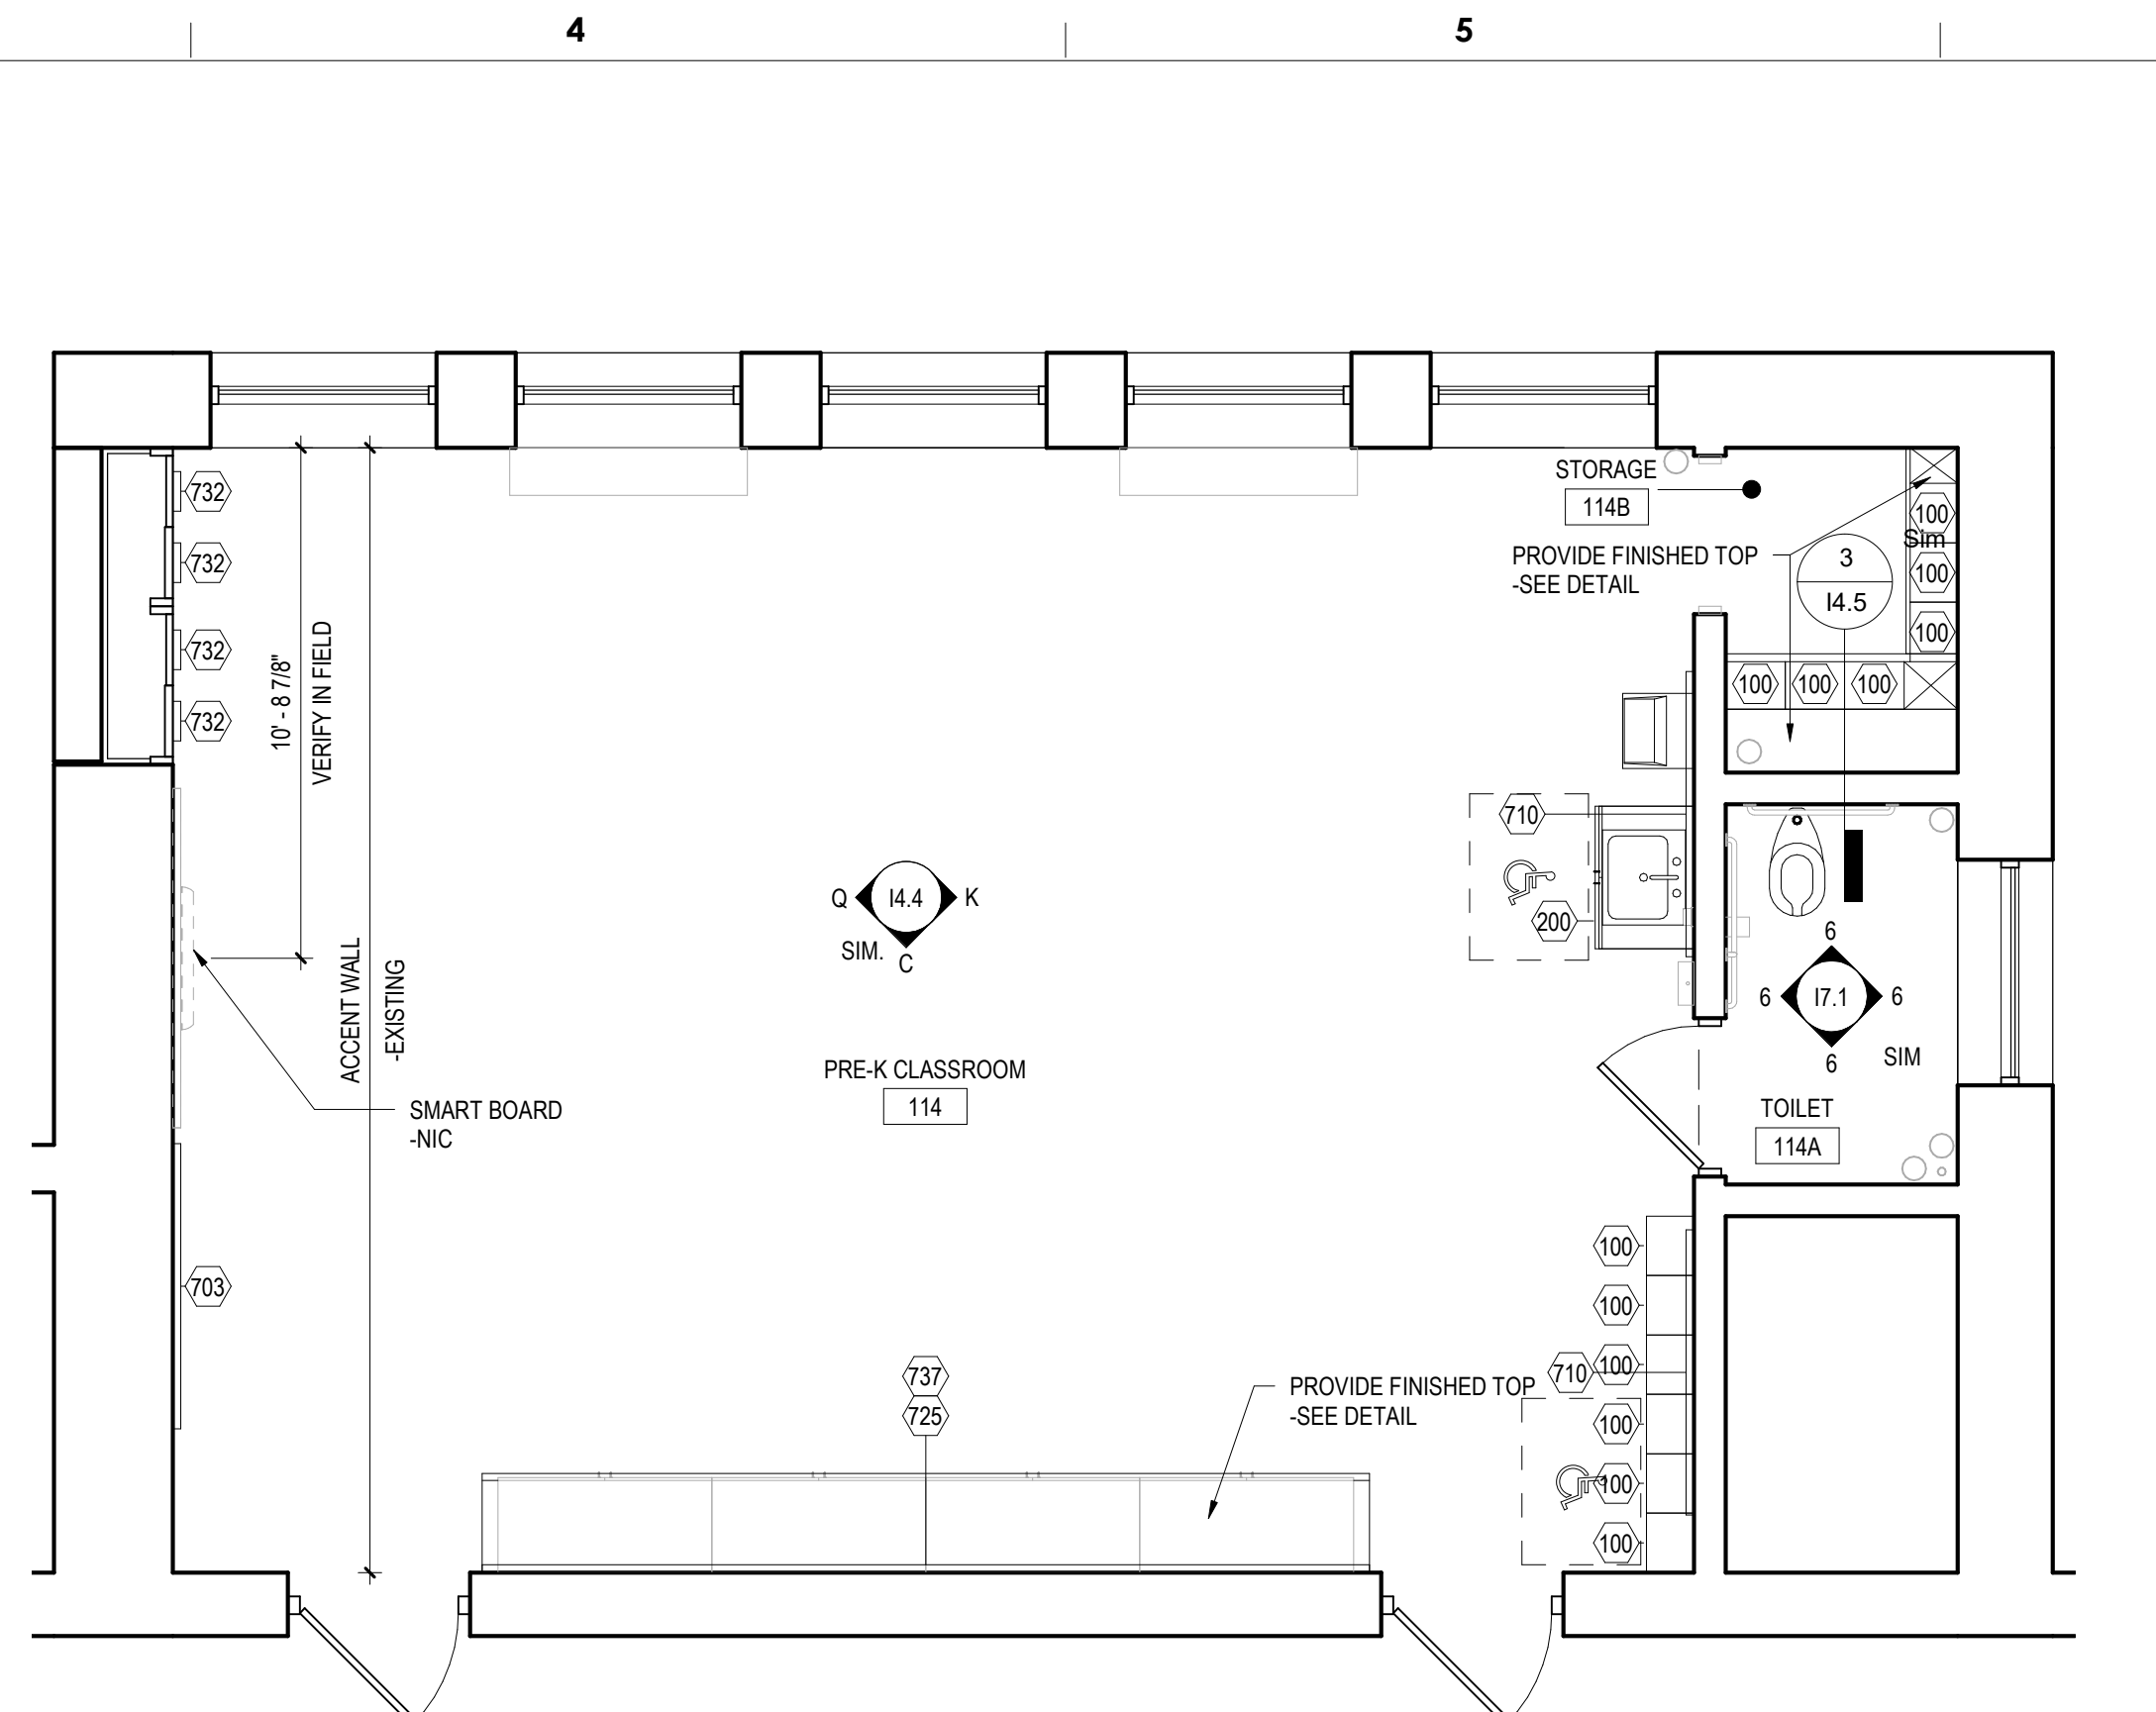 4
5
732
732
732
732
10' - 8 7/8"
VERIFY IN FIELD
ACCENT WALL
-EXISTING
STORAGE
114B
PROVIDE FINISHED TOP
-SEE DETAIL
100
Sim
100
100
3
I4.5
100
100
100
710
200
Q
I4.4
K
SIM.
C
6
6
I7.1
6
6
SIM
PRE-K CLASSROOM
114
SMART BOARD
-NIC
TOILET
114A
703
100
100
710
100
100
100
100
737
725
PROVIDE FINISHED TOP
-SEE DETAIL